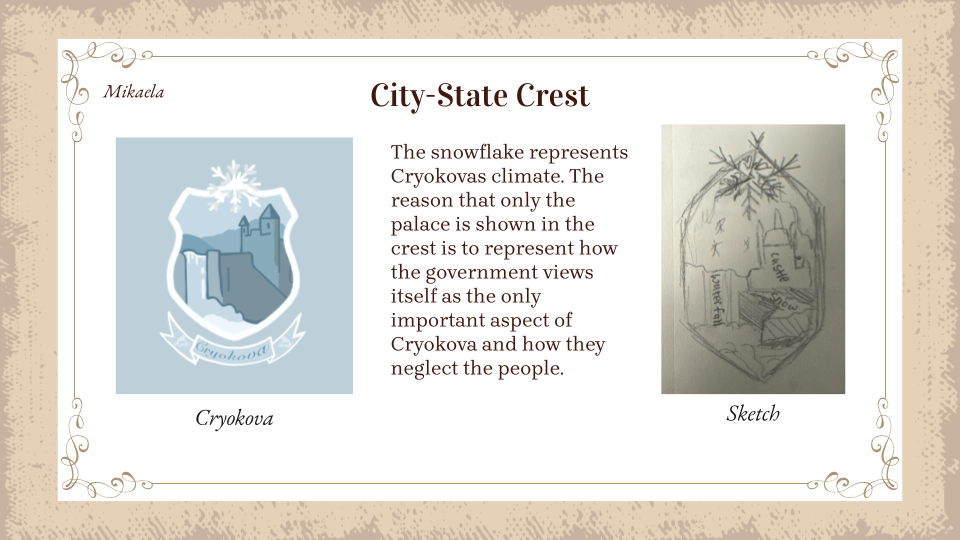 Mikaela
City-State Crest
The snowflake represents
Cryokovas climate. The
reason that only the
palace is shown in the
crest is to represent how
the government views
itself as the only
important aspect of
Cryokova and how they
neglect the people.
Cryokova
Cryokova
castle
snow
waterfall
Sketch